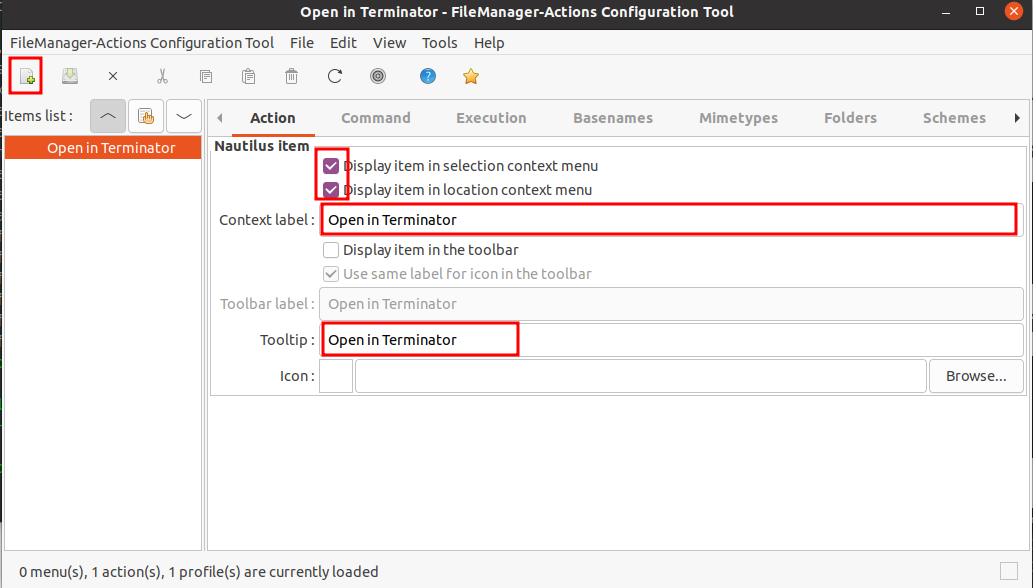 Open in Terminator - FileManager-Actions Configuration Tool
FileManager-Actions Configuration Tool File Edit View Tools Help
Items list :
Action Command Execution Basenames Mimetypes Folders Schemes
Open in Terminator
Nautilus item
Display item in selection context menu
Display item in location context menu
Context label : Open in Terminator
Display item in the toolbar
Use same label for icon in the toolbar
Toolbar label : Open in Terminator
Tooltip : Open in Terminator
Icon : Browse...
0 menu(s), 1 action(s), 1 profile(s) are currently loaded